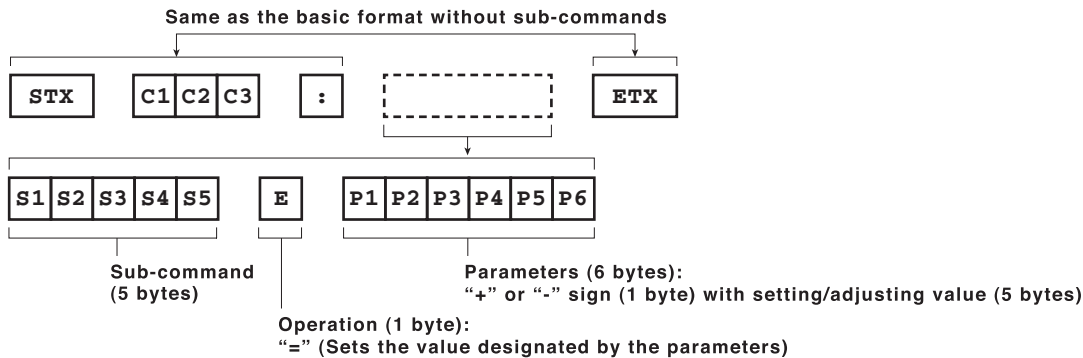 Same as the basic format without sub-commands
STX C1 C2 C3 : ETX
S1 S2 S3 S4 S5 E P1 P2 P3 P4 P5 P6
Sub-command
(5 bytes)
Parameters (6 bytes):
“+” or “-” sign (1 byte) with setting/adjusting value (5 bytes)
Operation (1 byte):
“=” (Sets the value designated by the parameters)